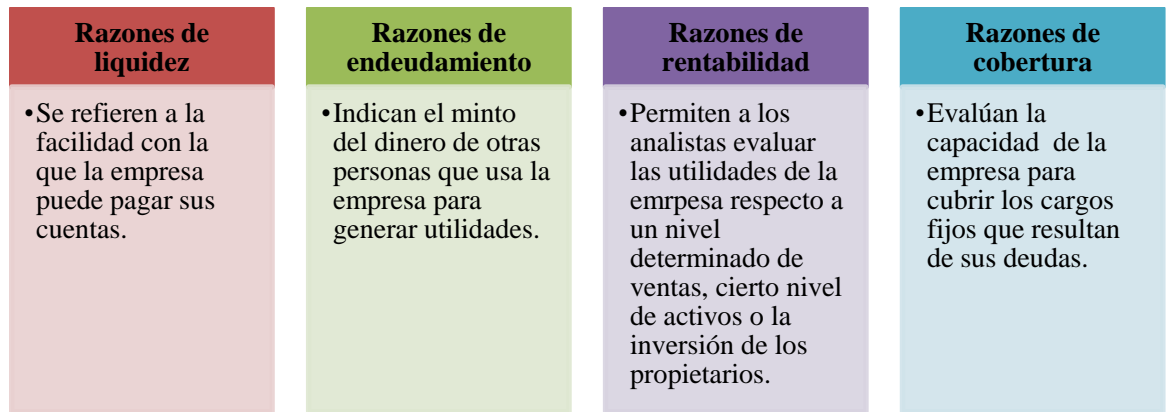 Razones de
liquidez
•Se refieren a la
facilidad con la
que la empresa
puede pagar sus
cuentas.
Razones de
endeudamiento
•Indican el minto
del dinero de otras
personas que usa la
empresa para
generar utilidades.
Razones de
rentabilidad
•Permiten a los
analistas evaluar
las utilidades de la
emrpesa respecto a
un nivel
determinado de
ventas, cierto nivel
de activos o la
inversión de los
propietarios.
Razones de
cobertura
•Evalúan la
capacidad de la
empresa para
cubrir los cargos
fijos que resultan
de sus deudas.